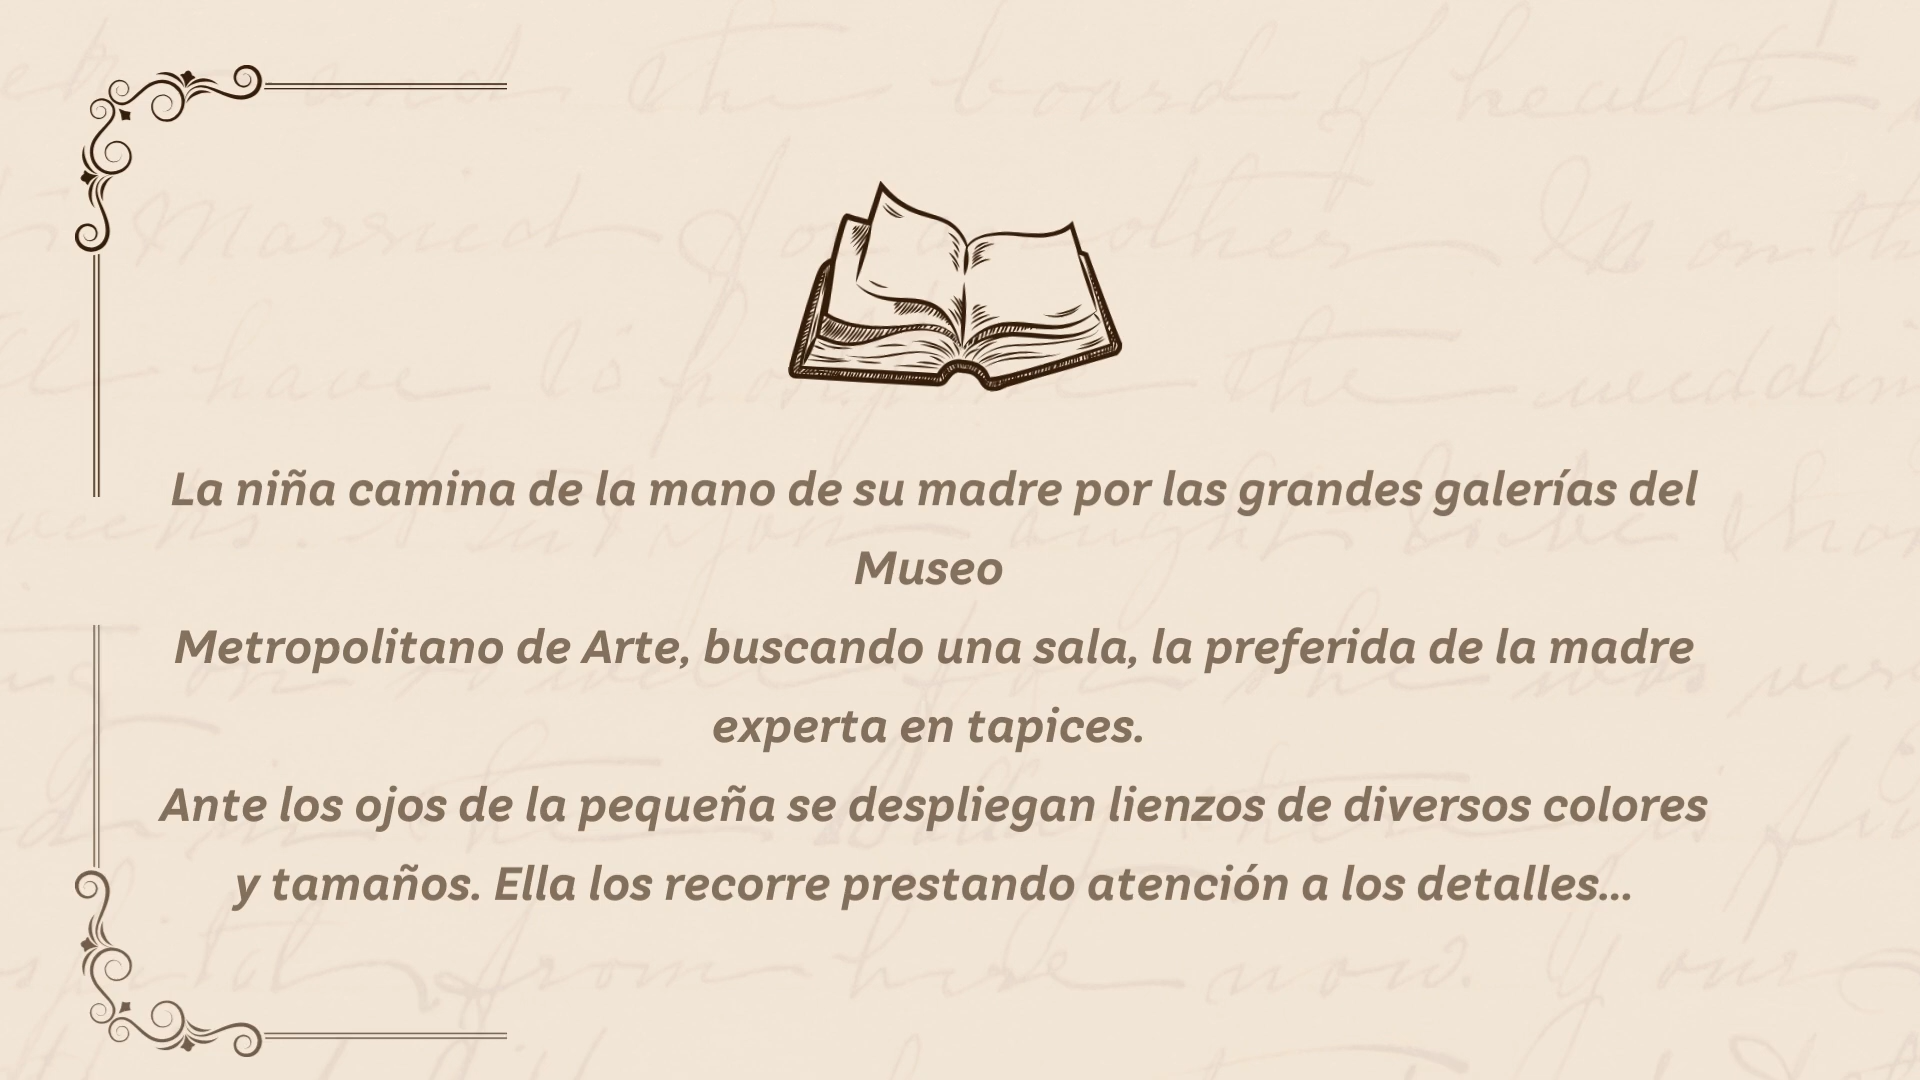 La niña camina de la mano de su madre por las grandes galerías del
Museo
Metropolitano de Arte, buscando una sala, la preferida de la madre
experta en tapices.
Ante los ojos de la pequeña se despliegan lienzos de diversos colores
y tamaños. Ella los recorre prestando atención a los detalles...